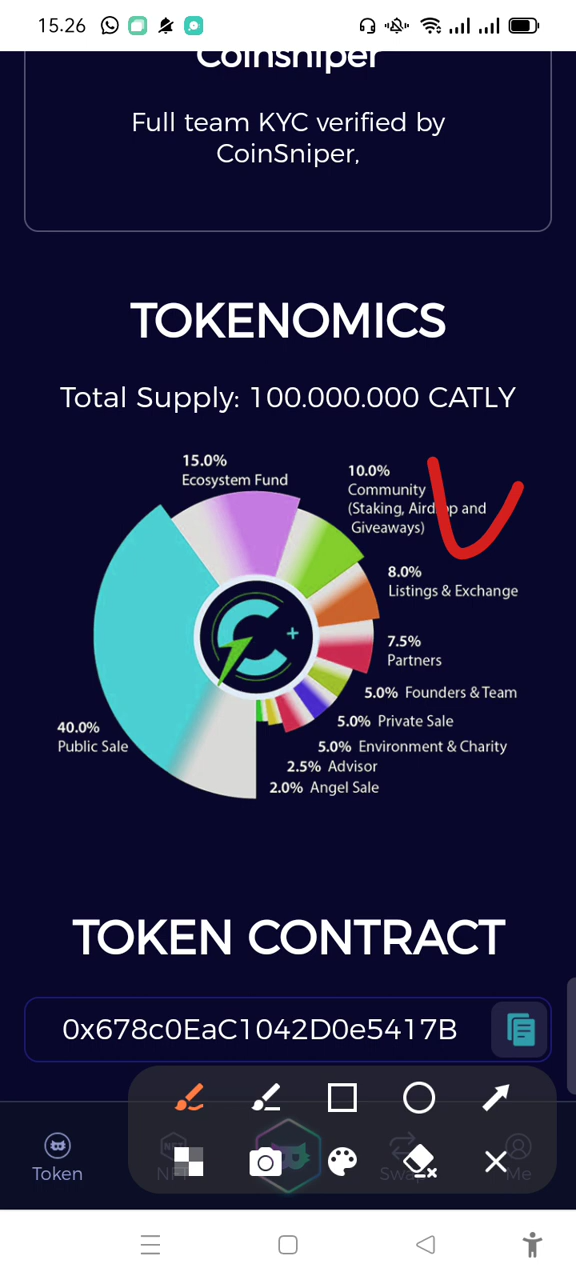 15.26
Coinsniper
Full team KYC verified by
CoinSniper,
TOKENOMICS
Total Supply: 100.000.000 CATLY
15.0%
Ecosystem Fund
10.0%
Community
(Staking, Airdrop and
Giveaways)
8.0%
Listings & Exchange
7.5%
Partners
5.0% Founders & Team
5.0% Private Sale
5.0% Environment & Charity
2.5% Advisor
2.0% Angel Sale
40.0%
Public Sale
TOKEN CONTRACT
0x678c0EaC1042D0e5417B
Token
Me